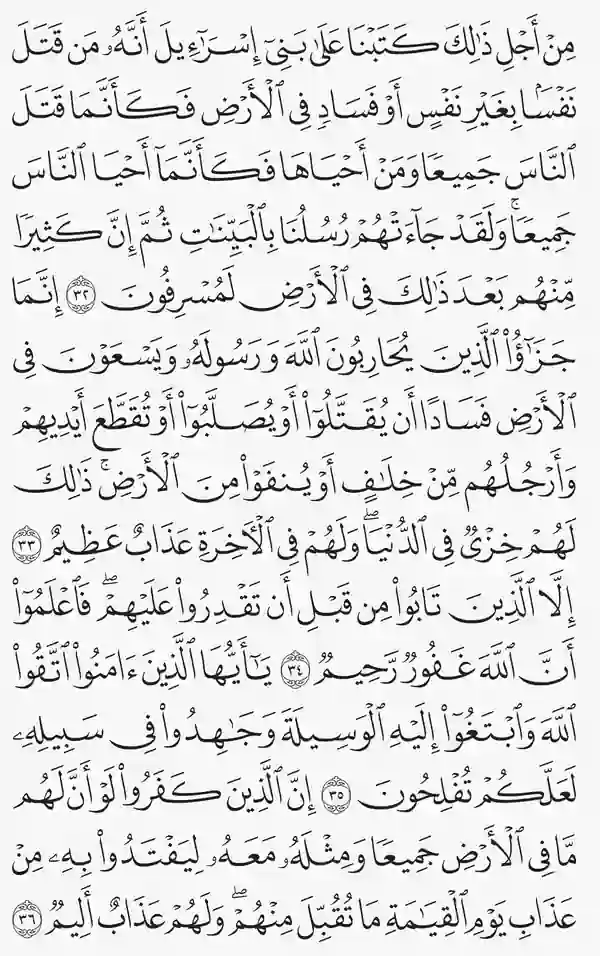 مِنْ أَجْلِ ذَٰلِكَ كَتَبْنَا عَلَىٰ بَنِىٓ إِسْرَٰٓءِيلَ أَنَّهُۥ مَن قَتَلَ
نَفْسًۢا بِغَيْرِ نَفْسٍ أَوْ فَسَادٍ فِى ٱلْأَرْضِ فَكَأَنَّمَا قَتَلَ
ٱلنَّاسَ جَمِيعًا وَمَنْ أَحْيَاهَا فَكَأَنَّمَآ أَحْيَا ٱلنَّاسَ
جَمِيعًا ۚ وَلَقَدْ جَآءَتْهُمْ رُسُلُنَا بِٱلْبَيِّنَٰتِ ثُمَّ إِنَّ كَثِيرًا
مِّنْهُم بَعْدَ ذَٰلِكَ فِى ٱلْأَرْضِ لَمُسْرِفُونَ ٣٢ إِنَّمَا
جَزَٰٓؤُا۟ ٱلَّذِينَ يُحَارِبُونَ ٱللَّهَ وَرَسُولَهُۥ وَيَسْعَوْنَ فِى
ٱلْأَرْضِ فَسَادًا أَن يُقَتَّلُوٓا۟ أَوْ يُصَلَّبُوٓا۟ أَوْ تُقَطَّعَ أَيْدِيهِمْ
وَأَرْجُلُهُم مِّنْ خِلَٰفٍ أَوْ يُنفَوْا۟ مِنَ ٱلْأَرْضِ ۚ ذَٰلِكَ
لَهُمْ خِزْىٌ فِى ٱلدُّنْيَا ۖ وَلَهُمْ فِى ٱلْءَاخِرَةِ عَذَابٌ عَظِيمٌ ٣٣
إِلَّا ٱلَّذِينَ تَابُوا۟ مِن قَبْلِ أَن تَقْدِرُوا۟ عَلَيْهِمْ ۖ فَٱعْلَمُوٓا۟
أَنَّ ٱللَّهَ غَفُورٌ رَّحِيمٌ ٣٤ يَٰٓأَيُّهَا ٱلَّذِينَ ءَامَنُوا۟ ٱتَّقُوا۟
ٱللَّهَ وَٱبْتَغُوٓا۟ إِلَيْهِ ٱلْوَسِيلَةَ وَجَٰهِدُوا۟ فِى سَبِيلِهِۦ
لَعَلَّكُمْ تُفْلِحُونَ ٣٥ إِنَّ ٱلَّذِينَ كَفَرُوا۟ لَوْ أَنَّ لَهُم
مَّا فِى ٱلْأَرْضِ جَمِيعًا وَمِثْلَهُۥ مَعَهُۥ لِيَفْتَدُوا۟ بِهِۦ مِنْ
عَذَابِ يَوْمِ ٱلْقِيَٰمَةِ مَا تُقُبِّلَ مِنْهُمْ ۖ وَلَهُمْ عَذَابٌ أَلِيمٌ ٣٦